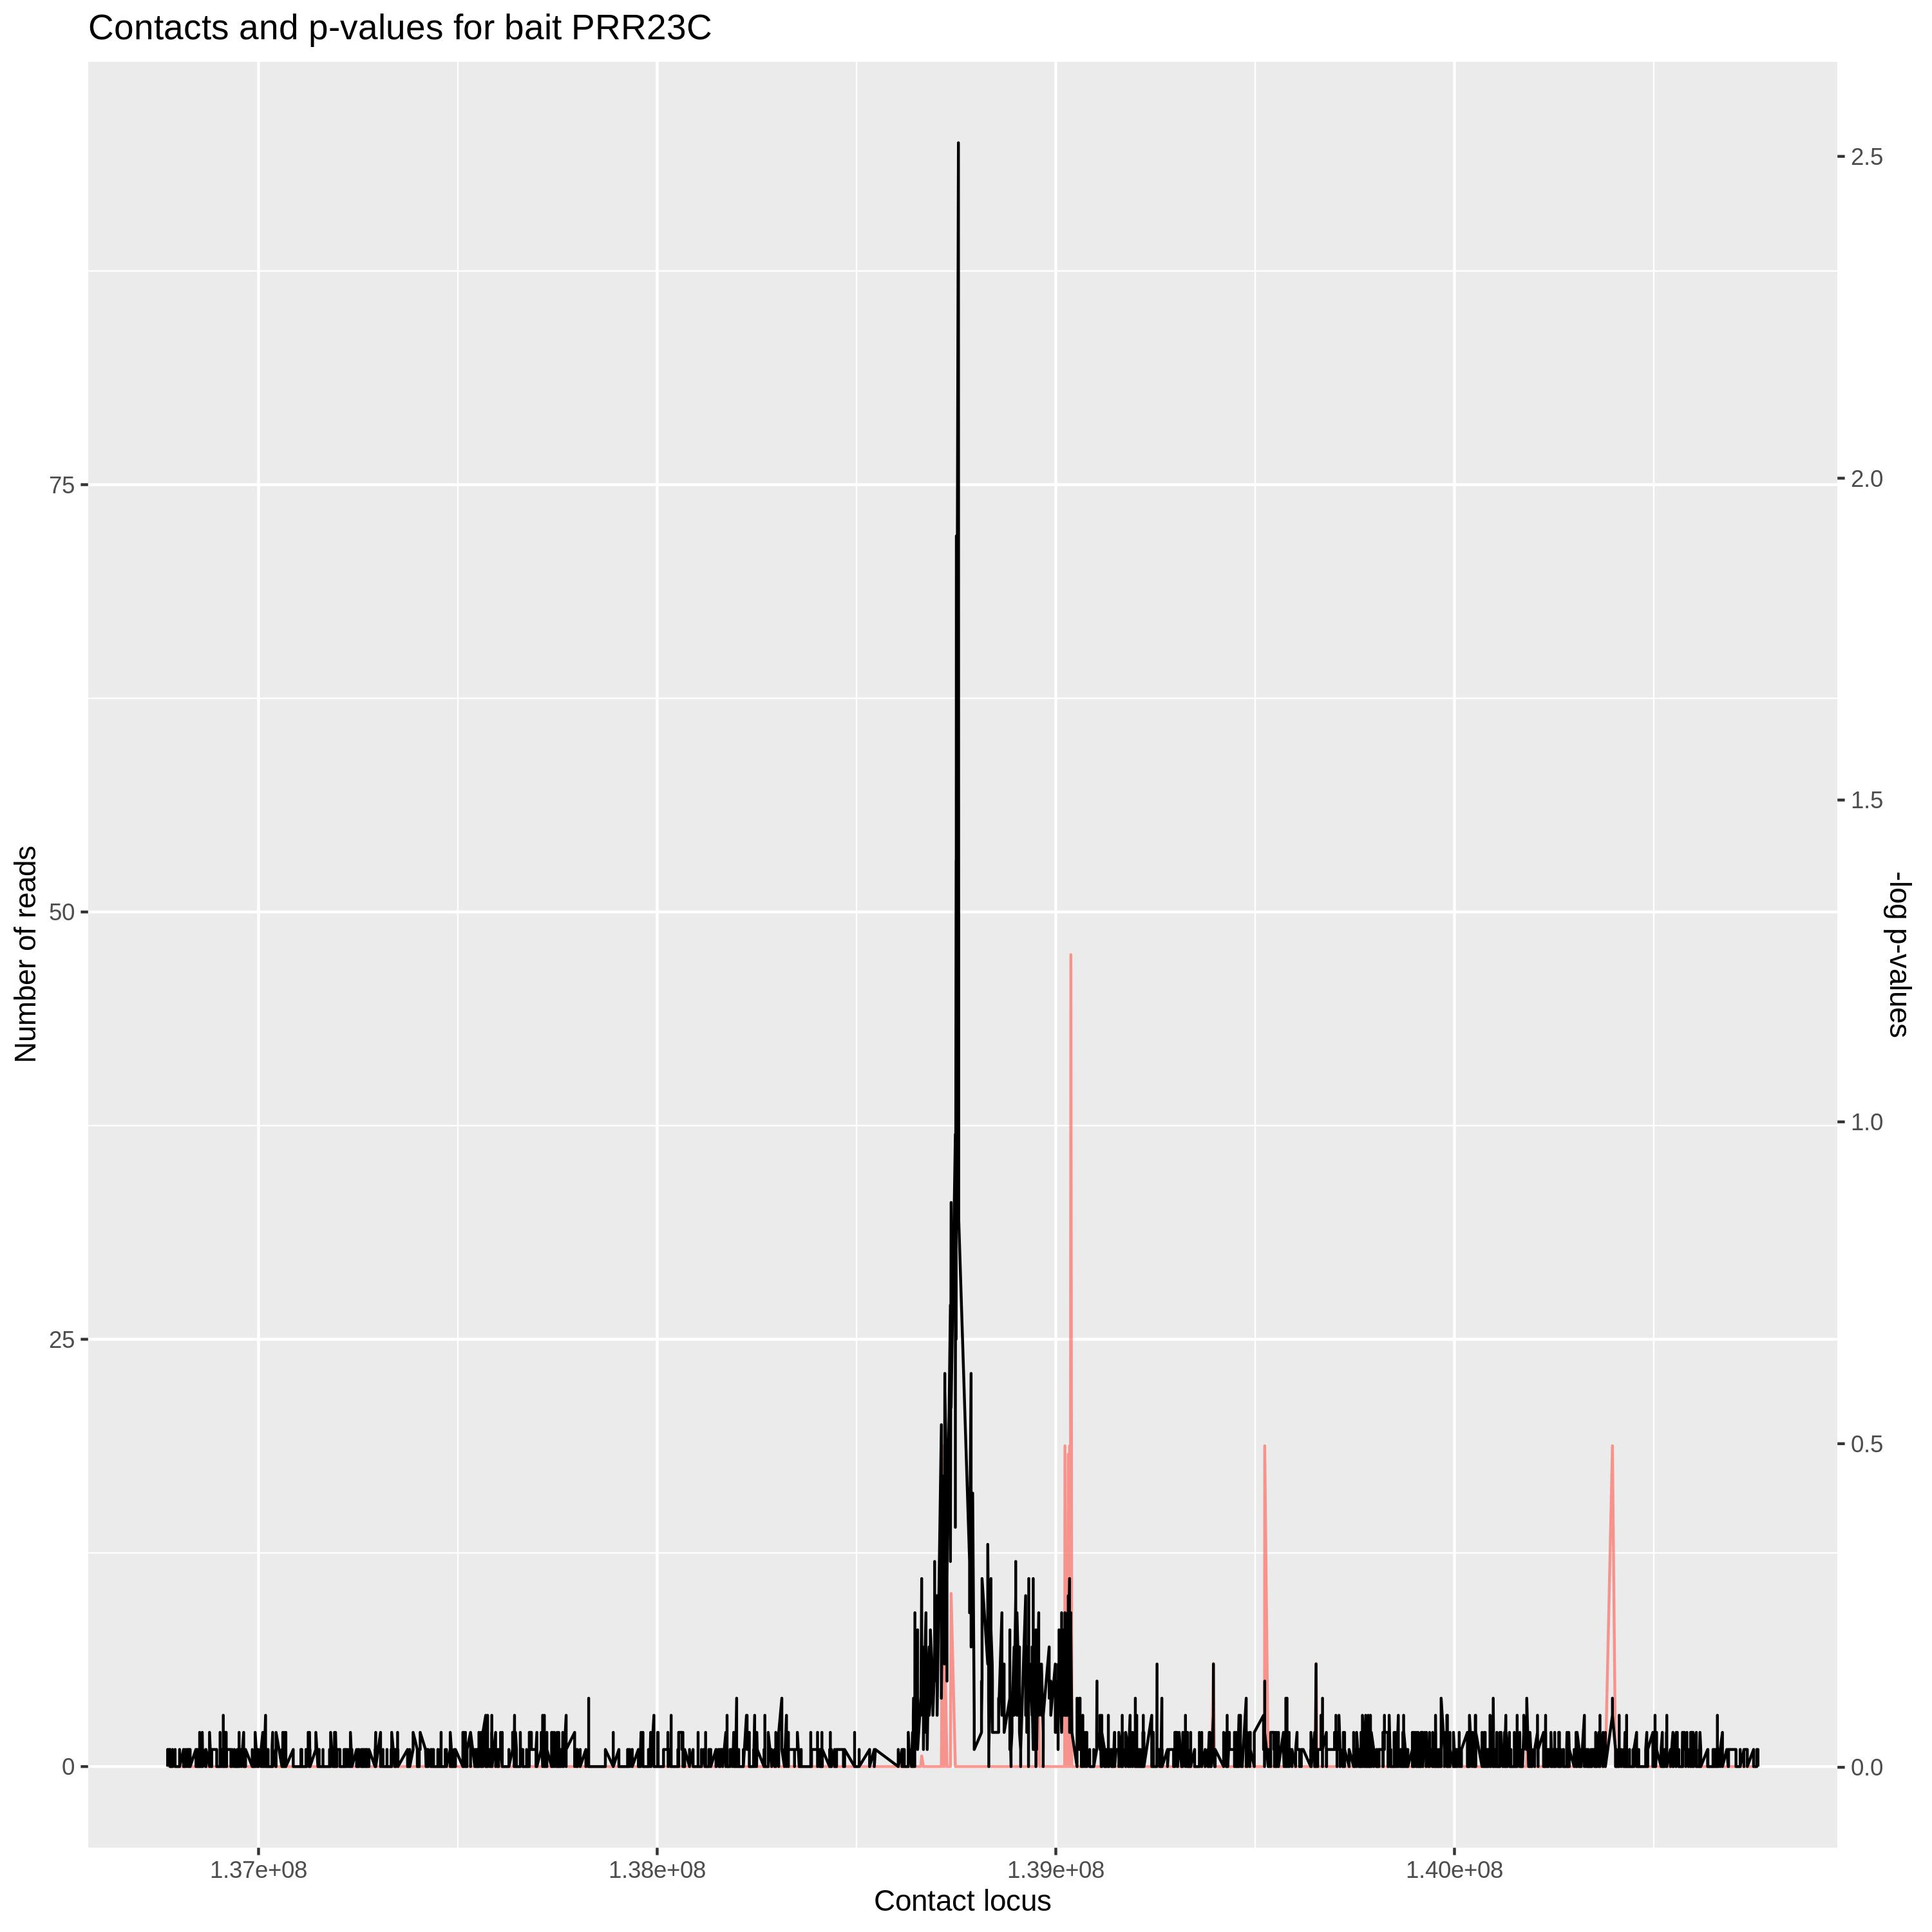 Contacts and p-values for bait PRR23C
Number of reads
75
50
25
0
2.5
2.0
1.5
1.0
0.5
0.0
-log p-values
1.37e+08
1.38e+08
1.39e+08
1.40e+08
Contact locus